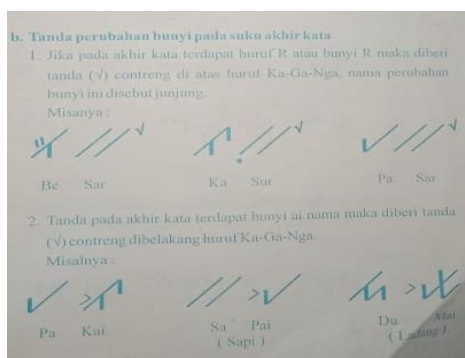 b. Tanda perubahan bunyi pada suku akhir kata
1. Jika pada akhir kata terdapat huruf R atau bunyi R maka diberi
tanda (√) contreng di atas huruf Ka-Ga-Nga, nama perubahan
bunyi ini disebut junjung.
Misanya :
Be Sar Ka Sur Pa Sar
2. Tanda pada akhir kata terdapat bunyi ai nama maka diberi tanda
(√) contreng dibelakang huruf Ka-Ga-Nga.
Misalnya :
Pa Kai Sa Pai Du Mai
( Sapi ) ( Ladang )